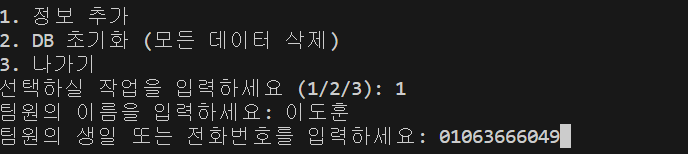 1. 정보 추가
2. DB 초기화 (모든 데이터 삭제)
3. 나가기
선택하실 작업을 입력하세요 (1/2/3): 1
팀원의 이름을 입력하세요: 이도훈
팀원의 생일 또는 전화번호를 입력하세요: 01063666049